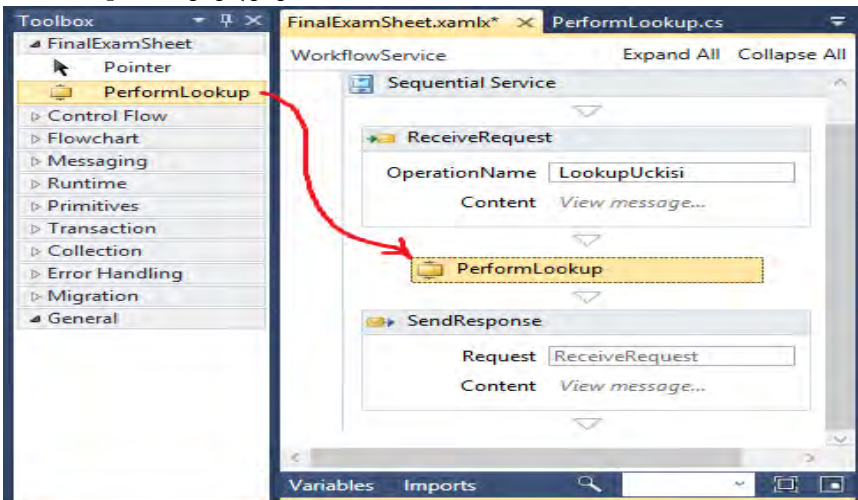 Toolbox
FinalExamSheet
Pointer
PerformLookup
Control Flow
Flowchart
Messaging
Runtime
Primitives
Transaction
Collection
Error Handling
Migration
General
FinalExamSheet.xamlx*
PerformLookup.cs
WorkflowService
Expand All
Collapse All
Sequential Service
ReceiveRequest
OperationName LookupUckisi
Content View message...
PerformLookup
SendResponse
Request ReceiveRequest
Content View message...
Variables Imports